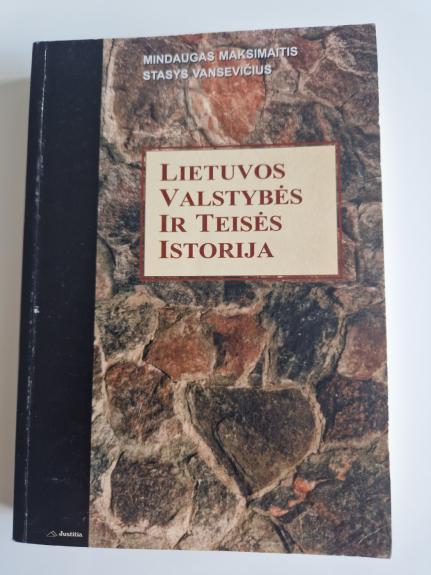 MINDAUGAS MAKSIMAITIS
STASYS VANSEVIČIUS
LIETUVOS
VALSTYBĖS
IR TEISĖS
ISTORIJA
Justitia